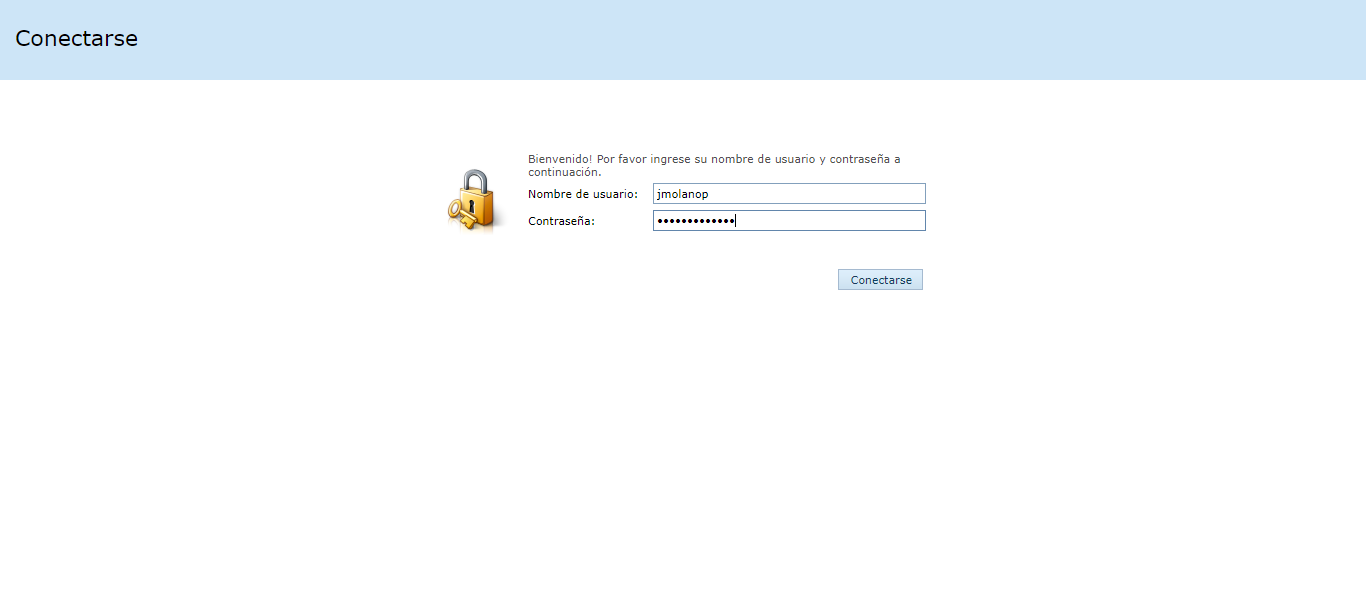 Conectarse
Bienvenido! Por favor ingrese su nombre de usuario y contraseña a
continuación.
Nombre de usuario: jmolanop
Contraseña: •••••••••••••
Conectarse